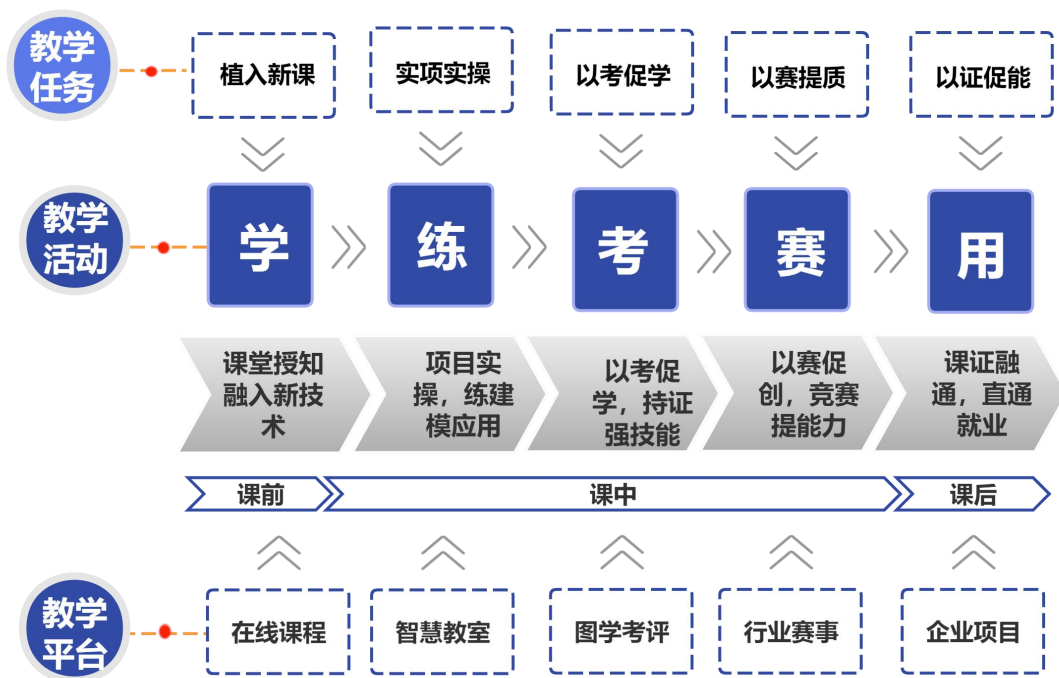 教学
任务
植入新课
实项实操
以考促学
以赛提质
以证促能
教学
活动
学
练
考
赛
用
课堂授知
融入新技
术
项目实
操，练建
模应用
以考促
学，持证
强技能
以赛促
创，竞赛
提能力
课证融
通，直通
就业
课前
课中
课后
教学
平台
在线课程
智慧教室
图学考评
行业赛事
企业项目